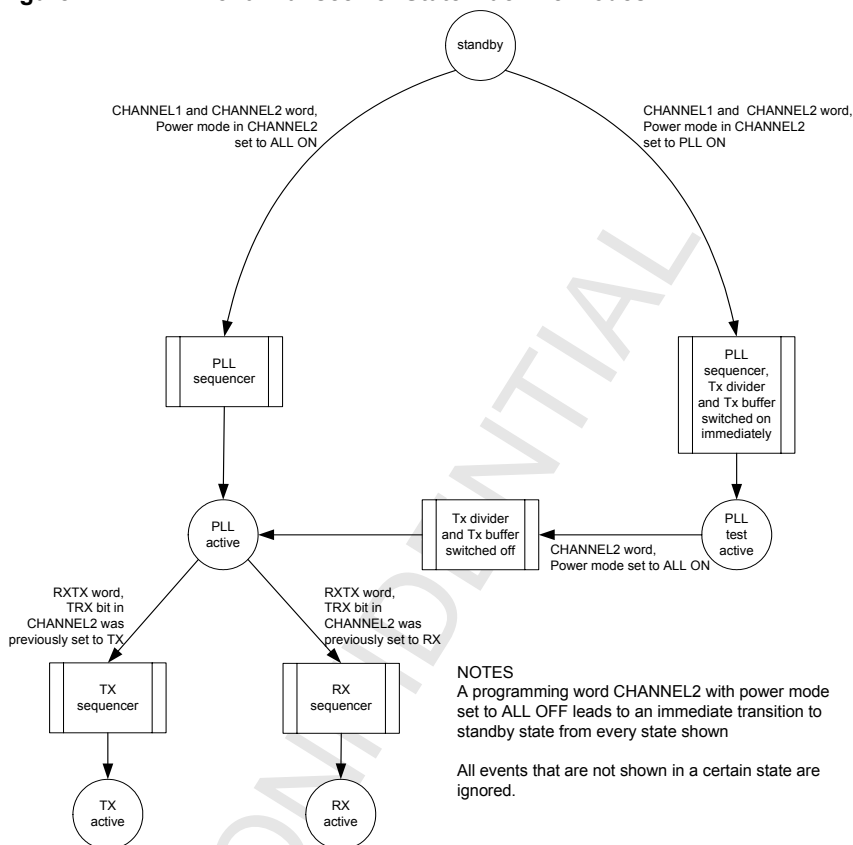 standby
CHANNEL1 and CHANNEL2 word,
Power mode in CHANNEL2
set to ALL ON
CHANNEL1 and CHANNEL2 word,
Power mode in CHANNEL2
set to PLL ON
PLL
sequencer
PLL
sequencer,
Tx divider
and Tx buffer
switched on
immediately
PLL
active
Tx divider
and Tx buffer
switched off
PLL
test
active
CHANNEL2 word,
Power mode set to ALL ON
RXTX word,
TRX bit in
CHANNEL2 was
previously set to TX
RXTX word,
TRX bit in
CHANNEL2 was
previously set to RX
TX
sequencer
RX
sequencer
NOTES
A programming word CHANNEL2 with power mode
set to ALL OFF leads to an immediate transition to
standby state from every state shown
All events that are not shown in a certain state are
ignored.
TX
active
RX
active
ONFIDENTIAL